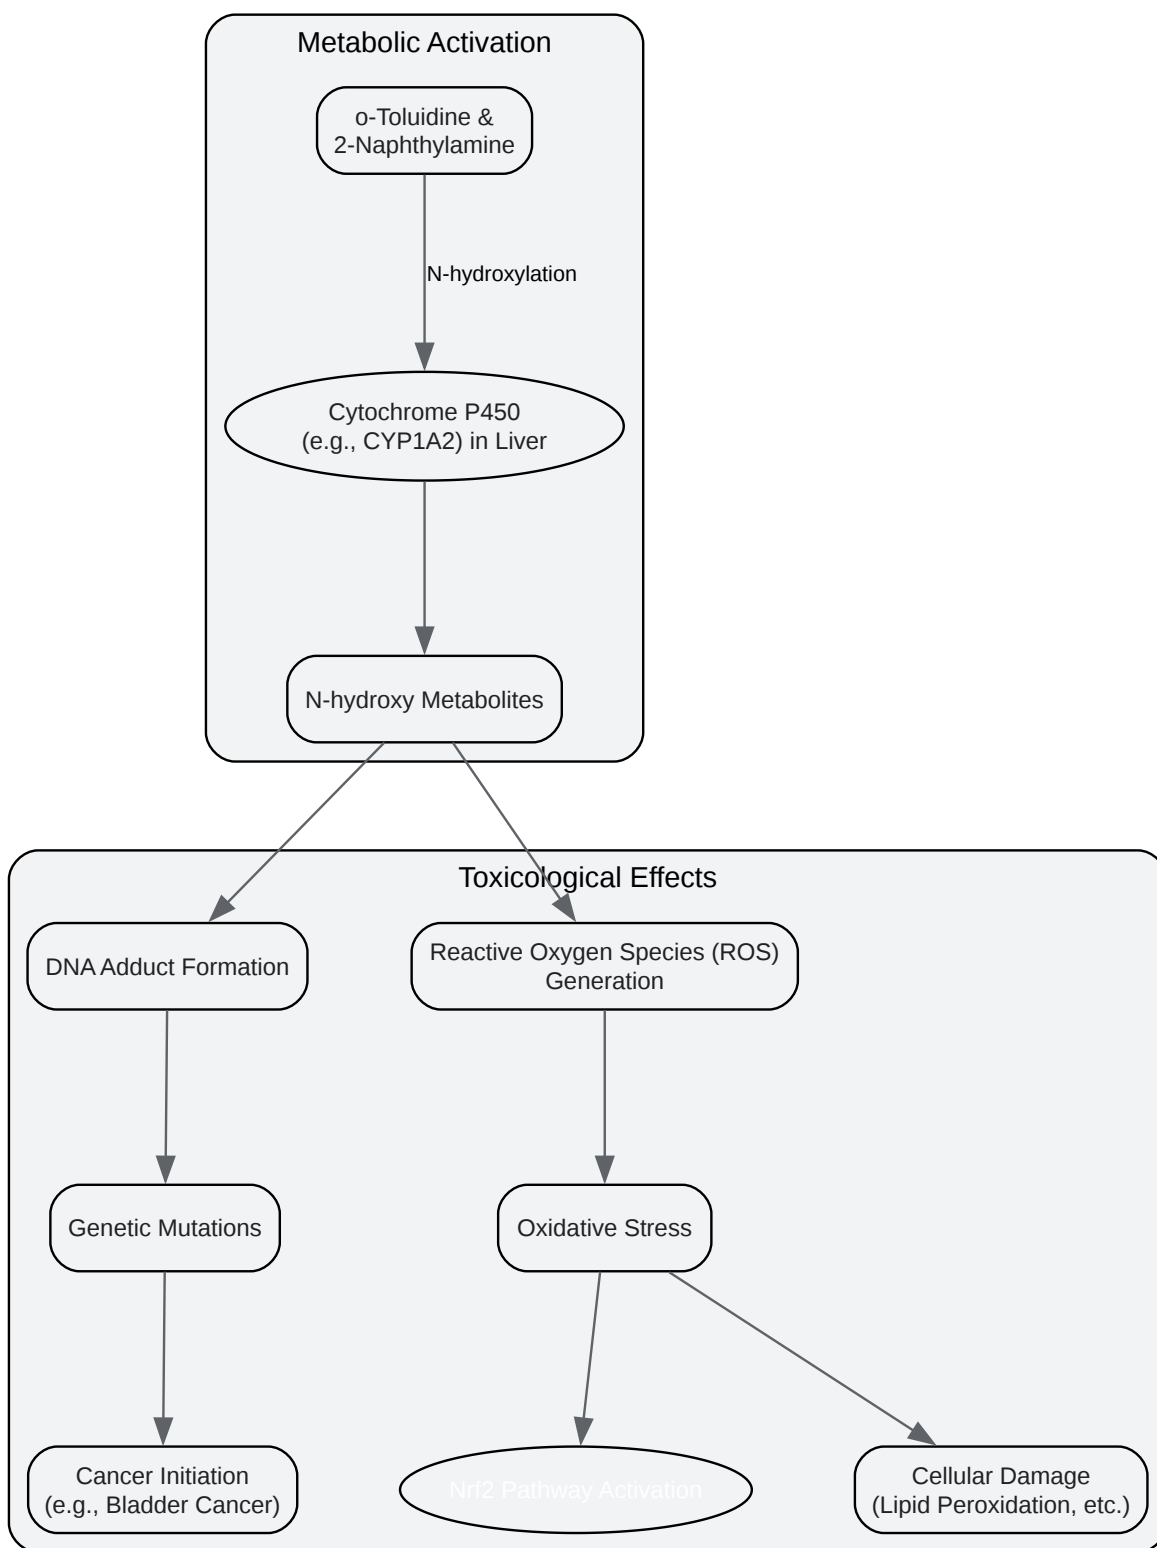 Metabolic Activation
o-Toluidine &
2-Naphthylamine
N-hydroxylation
Cytochrome P450
(e.g., CYP1A2) in Liver
N-hydroxy Metabolites
Toxicological Effects
DNA Adduct Formation
Reactive Oxygen Species (ROS)
Generation
Genetic Mutations
Oxidative Stress
Cancer Initiation
(e.g., Bladder Cancer)
Nrf2 Pathway Activation
Cellular Damage
(Lipid Peroxidation, etc.)